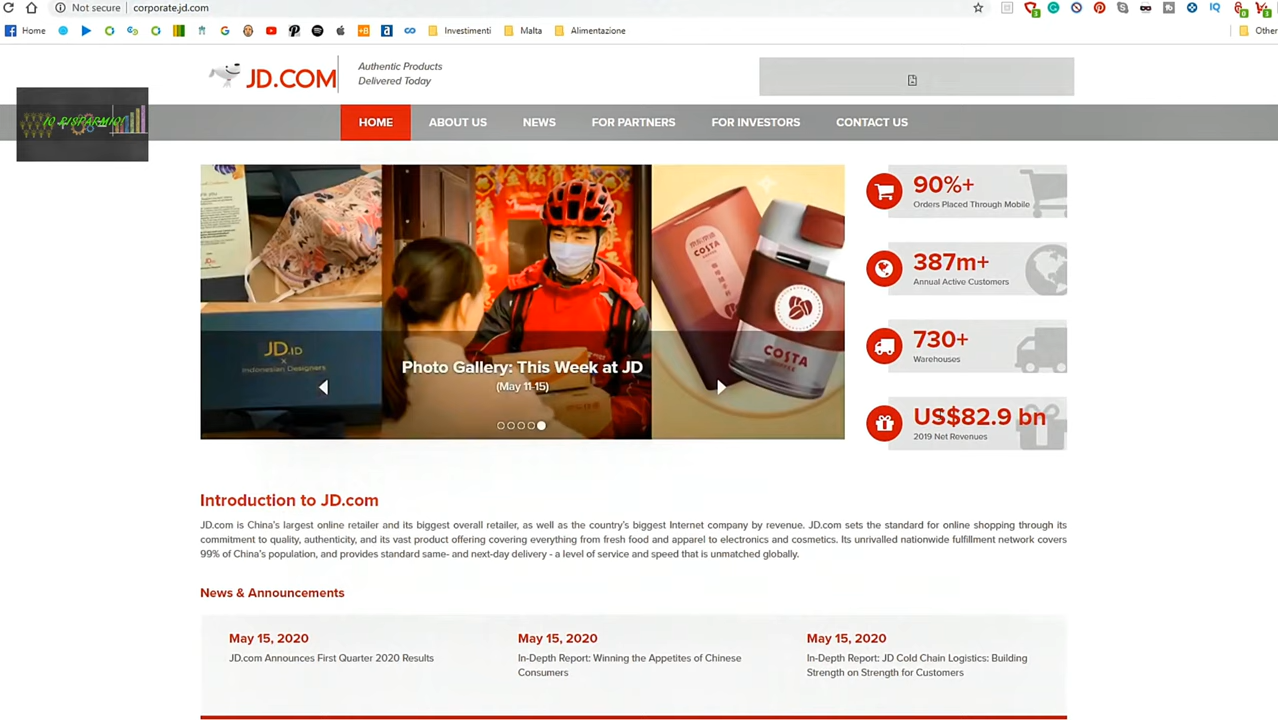 Not secure
corporate.jd.com
Home
Investimenti
Malta
Alimentazione
Other
JD.COM
Authentic Products
Delivered Today
IO RISPARMIO!
HOME
ABOUT US
NEWS
FOR PARTNERS
FOR INVESTORS
CONTACT US
JD.ID
X
Indonesian Designers
COSTA
COSTA
COFFEE
Photo Gallery: This Week at JD
(May 11-15)
90%+
Orders Placed Through Mobile
387m+
Annual Active Customers
730+
Warehouses
US$82.9 bn
2019 Net Revenues
Introduction to JD.com
JD.com is China's largest online retailer and its biggest overall retailer, as well as the country's biggest Internet company by revenue. JD.com sets the standard for online shopping through its
commitment to quality, authenticity, and its vast product offering covering everything from fresh food and apparel to electronics and cosmetics. Its unrivalled nationwide fulfillment network covers
99% of China's population, and provides standard same- and next-day delivery - a level of service and speed that is unmatched globally.
News & Announcements
May 15, 2020
JD.com Announces First Quarter 2020 Results
May 15, 2020
In-Depth Report: Winning the Appetites of Chinese
Consumers
May 15, 2020
In-Depth Report: JD Cold Chain Logistics: Building
Strength on Strength for Customers